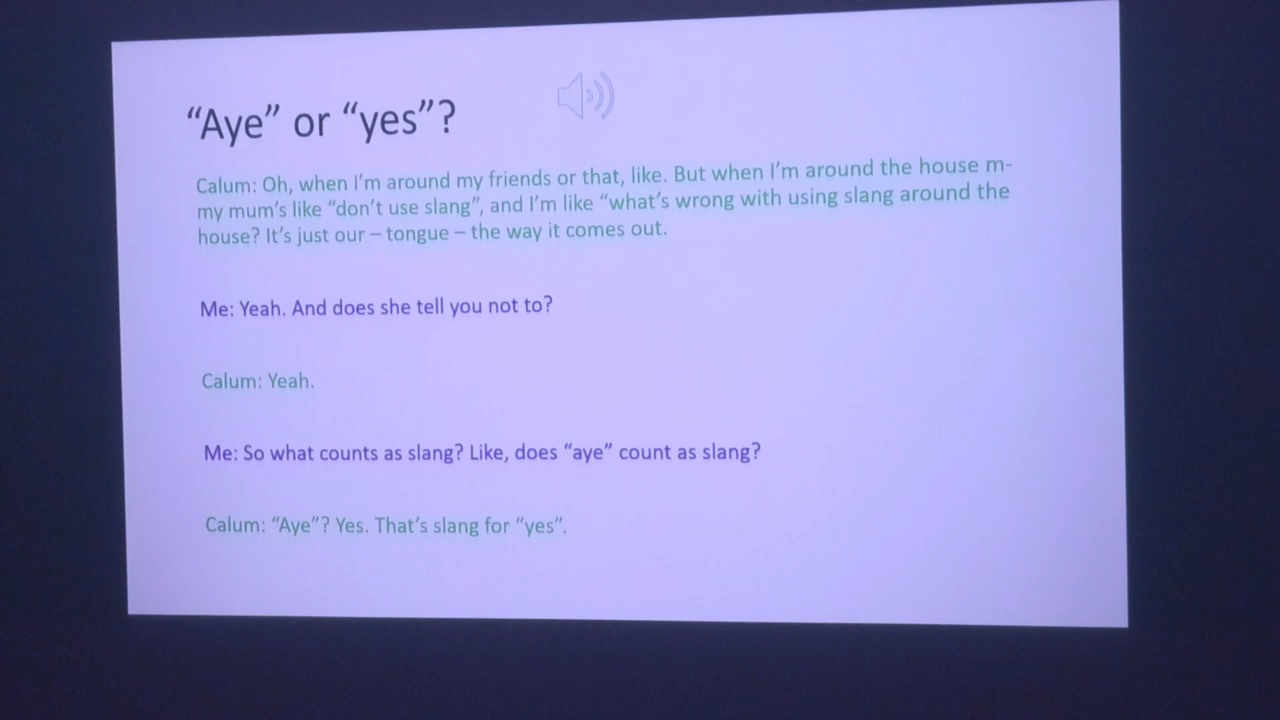 “Aye” or “yes”?
Calum: Oh, when I’m around my friends or that, like. But when I’m around the house m-
my mum’s like “don’t use slang”, and I’m like “what’s wrong with using slang around the
house? It’s just our – tongue – the way it comes out.
Me: Yeah. And does she tell you not to?
Calum: Yeah.
Me: So what counts as slang? Like, does “aye” count as slang?
Calum: “Aye”? Yes. That’s slang for “yes”.